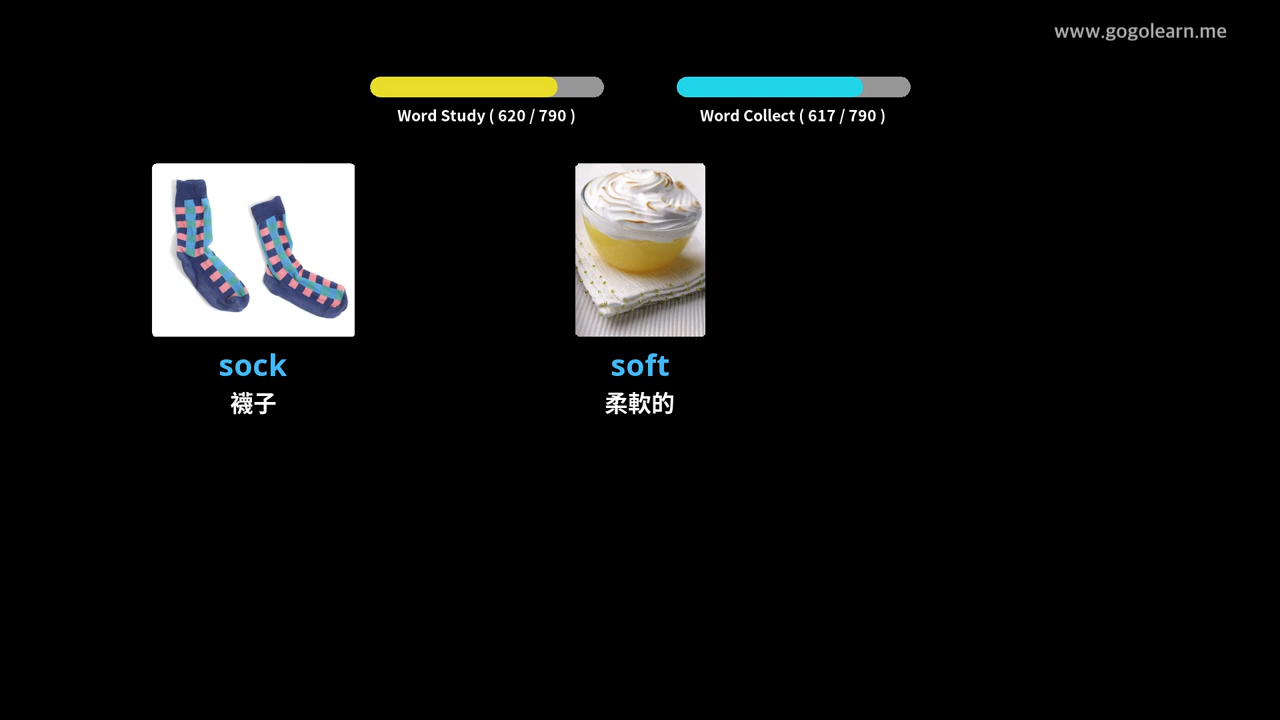 www.gogolearn.me
Word Study ( 620 / 790 )
Word Collect ( 617 / 790 )
sock
襪子
soft
柔軟的